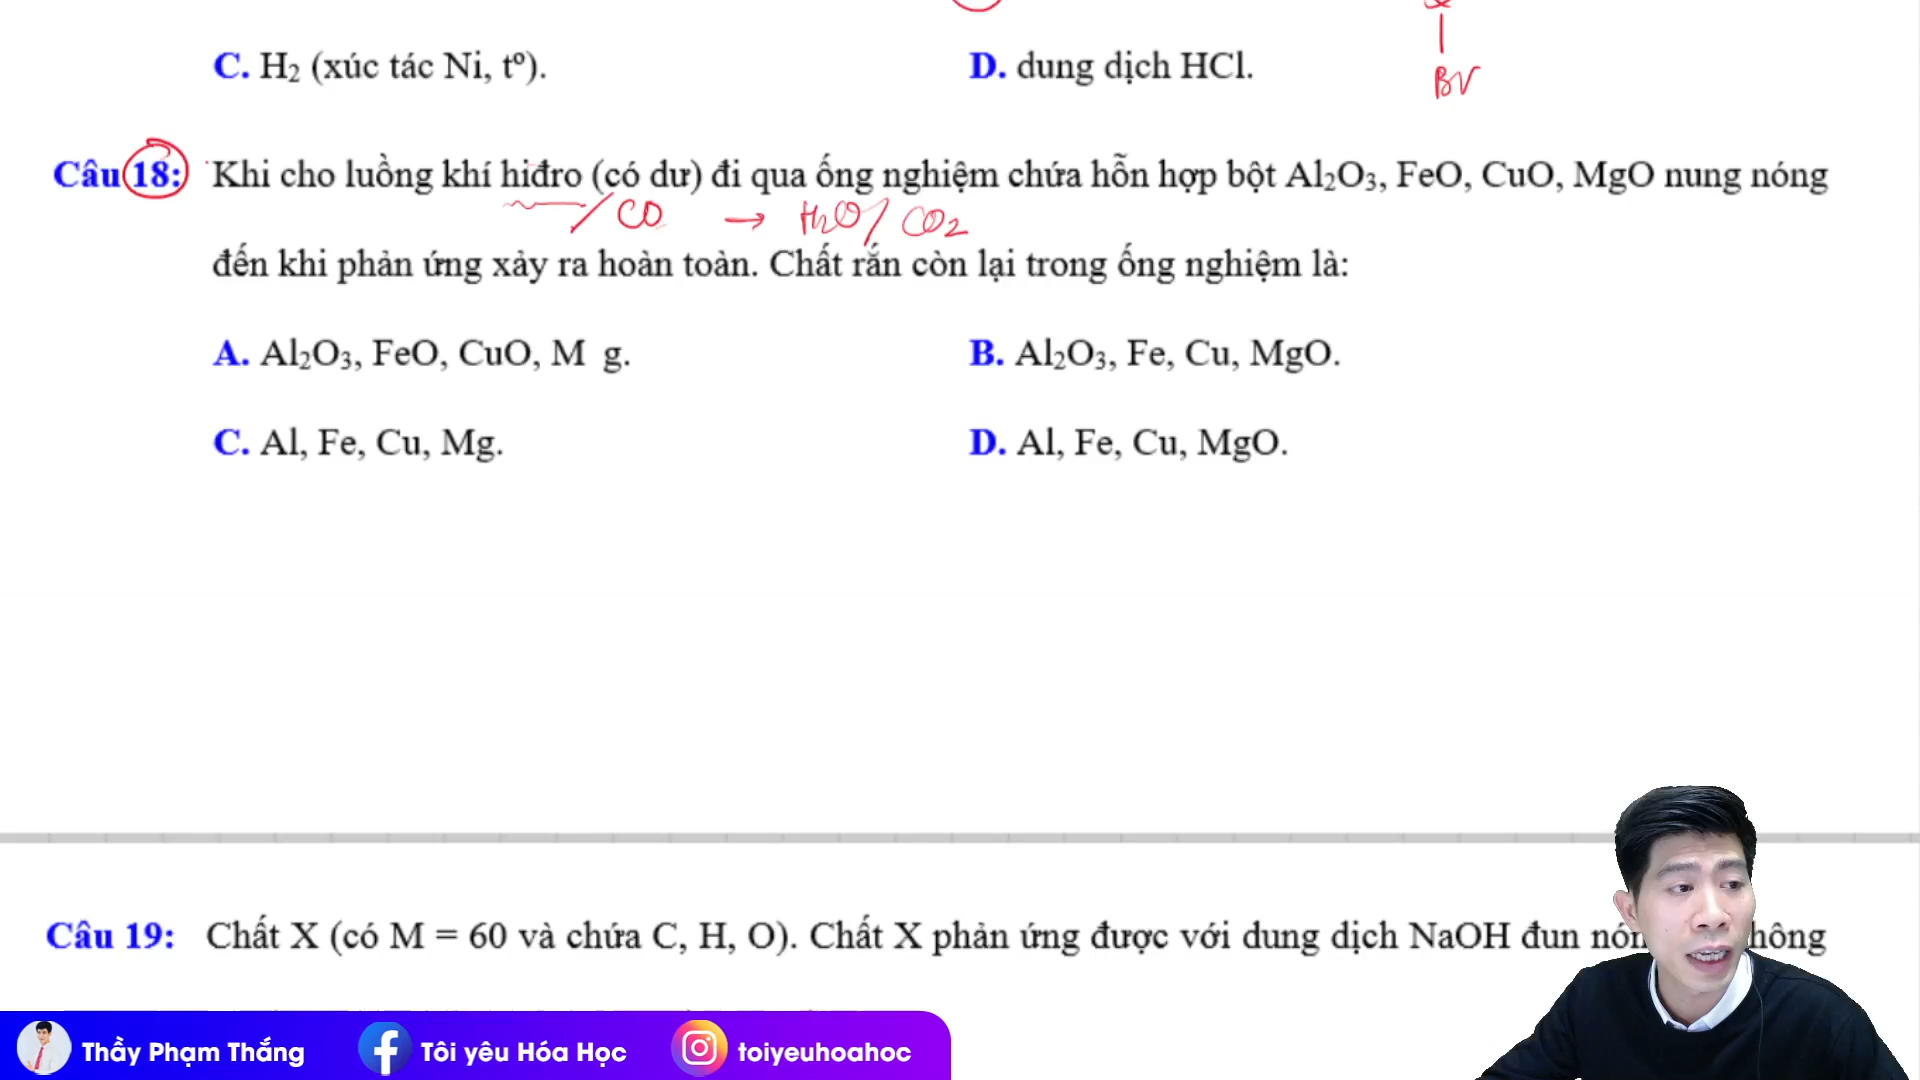 C. H₂ (xúc tác Ni, tº).
D. dung dịch HCl.
Br
Câu 18: Khi cho luồng khí hiđro (có dư) đi qua ống nghiệm chứa hỗn hợp bột Al₂O₃, FeO, CuO, MgO nung nóng
/ CO → H₂O / CO₂
đến khi phản ứng xảy ra hoàn toàn. Chất rắn còn lại trong ống nghiệm là:
A. Al₂O₃, FeO, CuO, M g.
B. Al₂O₃, Fe, Cu, MgO.
C. Al, Fe, Cu, Mg.
D. Al, Fe, Cu, MgO.
Câu 19: Chất X (có M = 60 và chứa C, H, O). Chất X phản ứng được với dung dịch NaOH đun
Thầy Phạm Thắng
Tôi yêu Hóa Học
toiyeuhoahoc